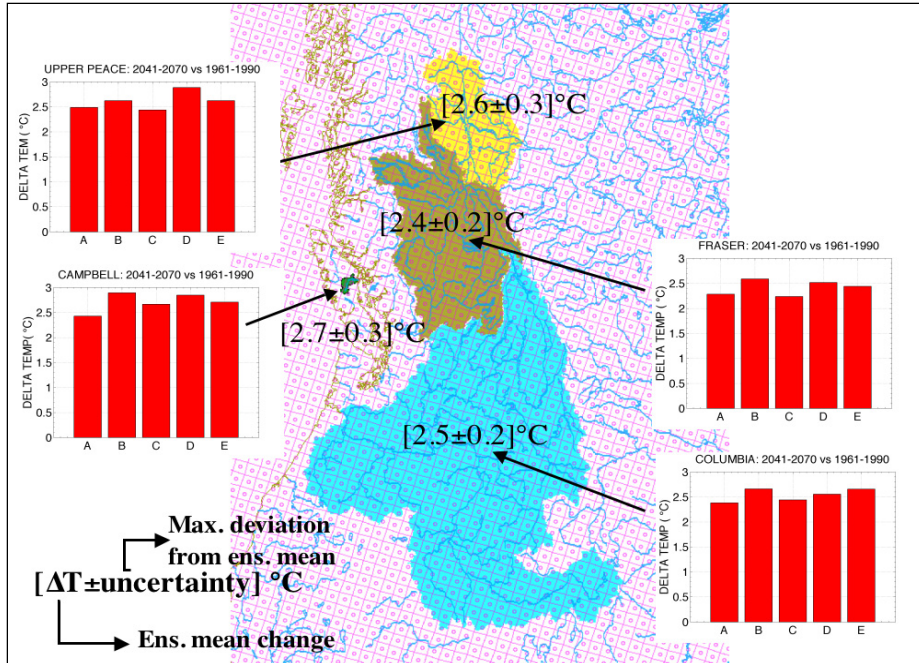 UPPER PEACE: 2041-2070 vs 1961-1990
DELTA TEM ( °C)
3
2.5
2
1.5
1
0.5
0
A B C D E
[2.6±0.3]°C
[2.4±0.2]°C
CAMPBELL: 2041-2070 vs 1961-1990
DELTA TEMP( °C)
3
2.5
2
1.5
1
0.5
0
A B C D E
[2.7±0.3]°C
FRASER: 2041-2070 vs 1961-1990
DELTA TEMP ( °C)
3
2.5
2
1.5
1
0.5
0
A B C D E
[2.5±0.2]°C
COLUMBIA: 2041-2070 vs 1961-1990
DELTA TEMP ( °C)
3
2.5
2
1.5
1
0.5
0
A B C D E
Max. deviation
from ens. mean
[ΔT±uncertainty] °C
Ens. mean change